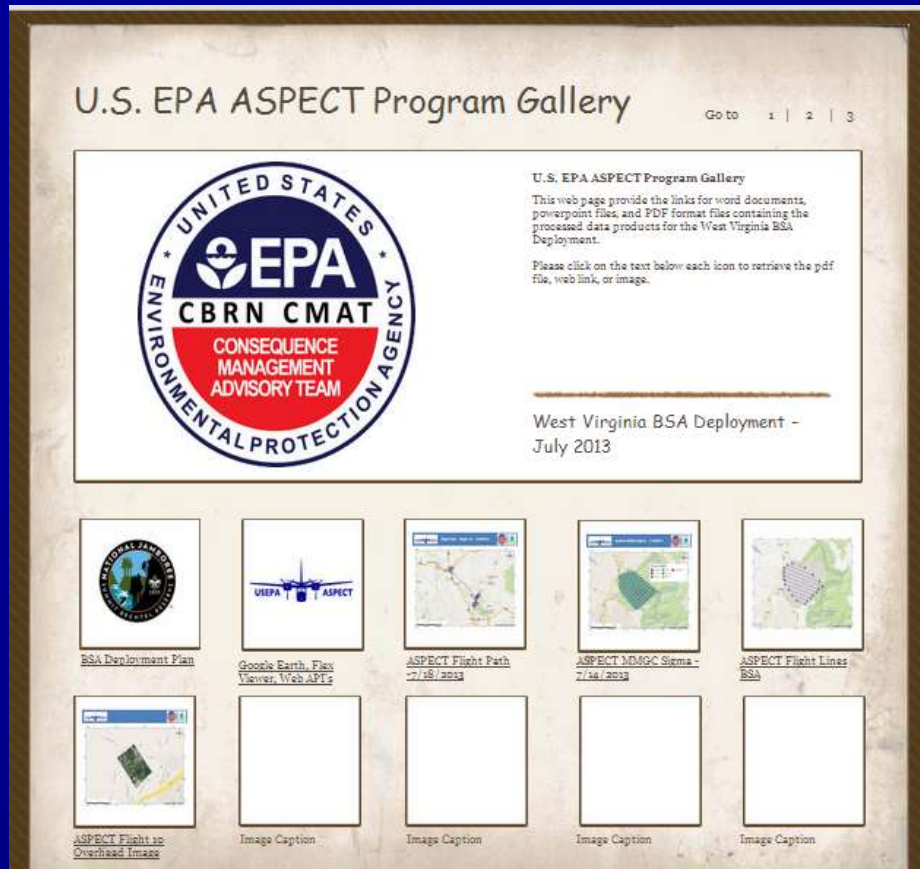 U.S. EPA ASPECT Program Gallery
Go to 1 | 2 | 3
UNITED STATES
ENVIRONMENTAL PROTECTION AGENCY
EPA
CBRN CMAT
CONSEQUENCE
MANAGEMENT
ADVISORY TEAM
U.S. EPA ASPECT Program Gallery
This web page provide the links for word documents,
powerpoint files, and PDF format files containing the
processed data products for the West Virginia BSA
Deployment.
Please click on the text below each icon to retrieve the pdf
file, web link, or image.
West Virginia BSA Deployment -
July 2013
NATIONAL JAMBOREE
USEPA ASPECT
BSA Deployment Plan
Google Earth, Flex
Viewer, Web API's
ASPECT Flight Path
-7/18/2013
ASPECT MMGC Sigma -
7/14/2013
ASPECT Flight Lines
BSA
ASPECT Flight 10
Overhead Image
Image Caption
Image Caption
Image Caption
Image Caption